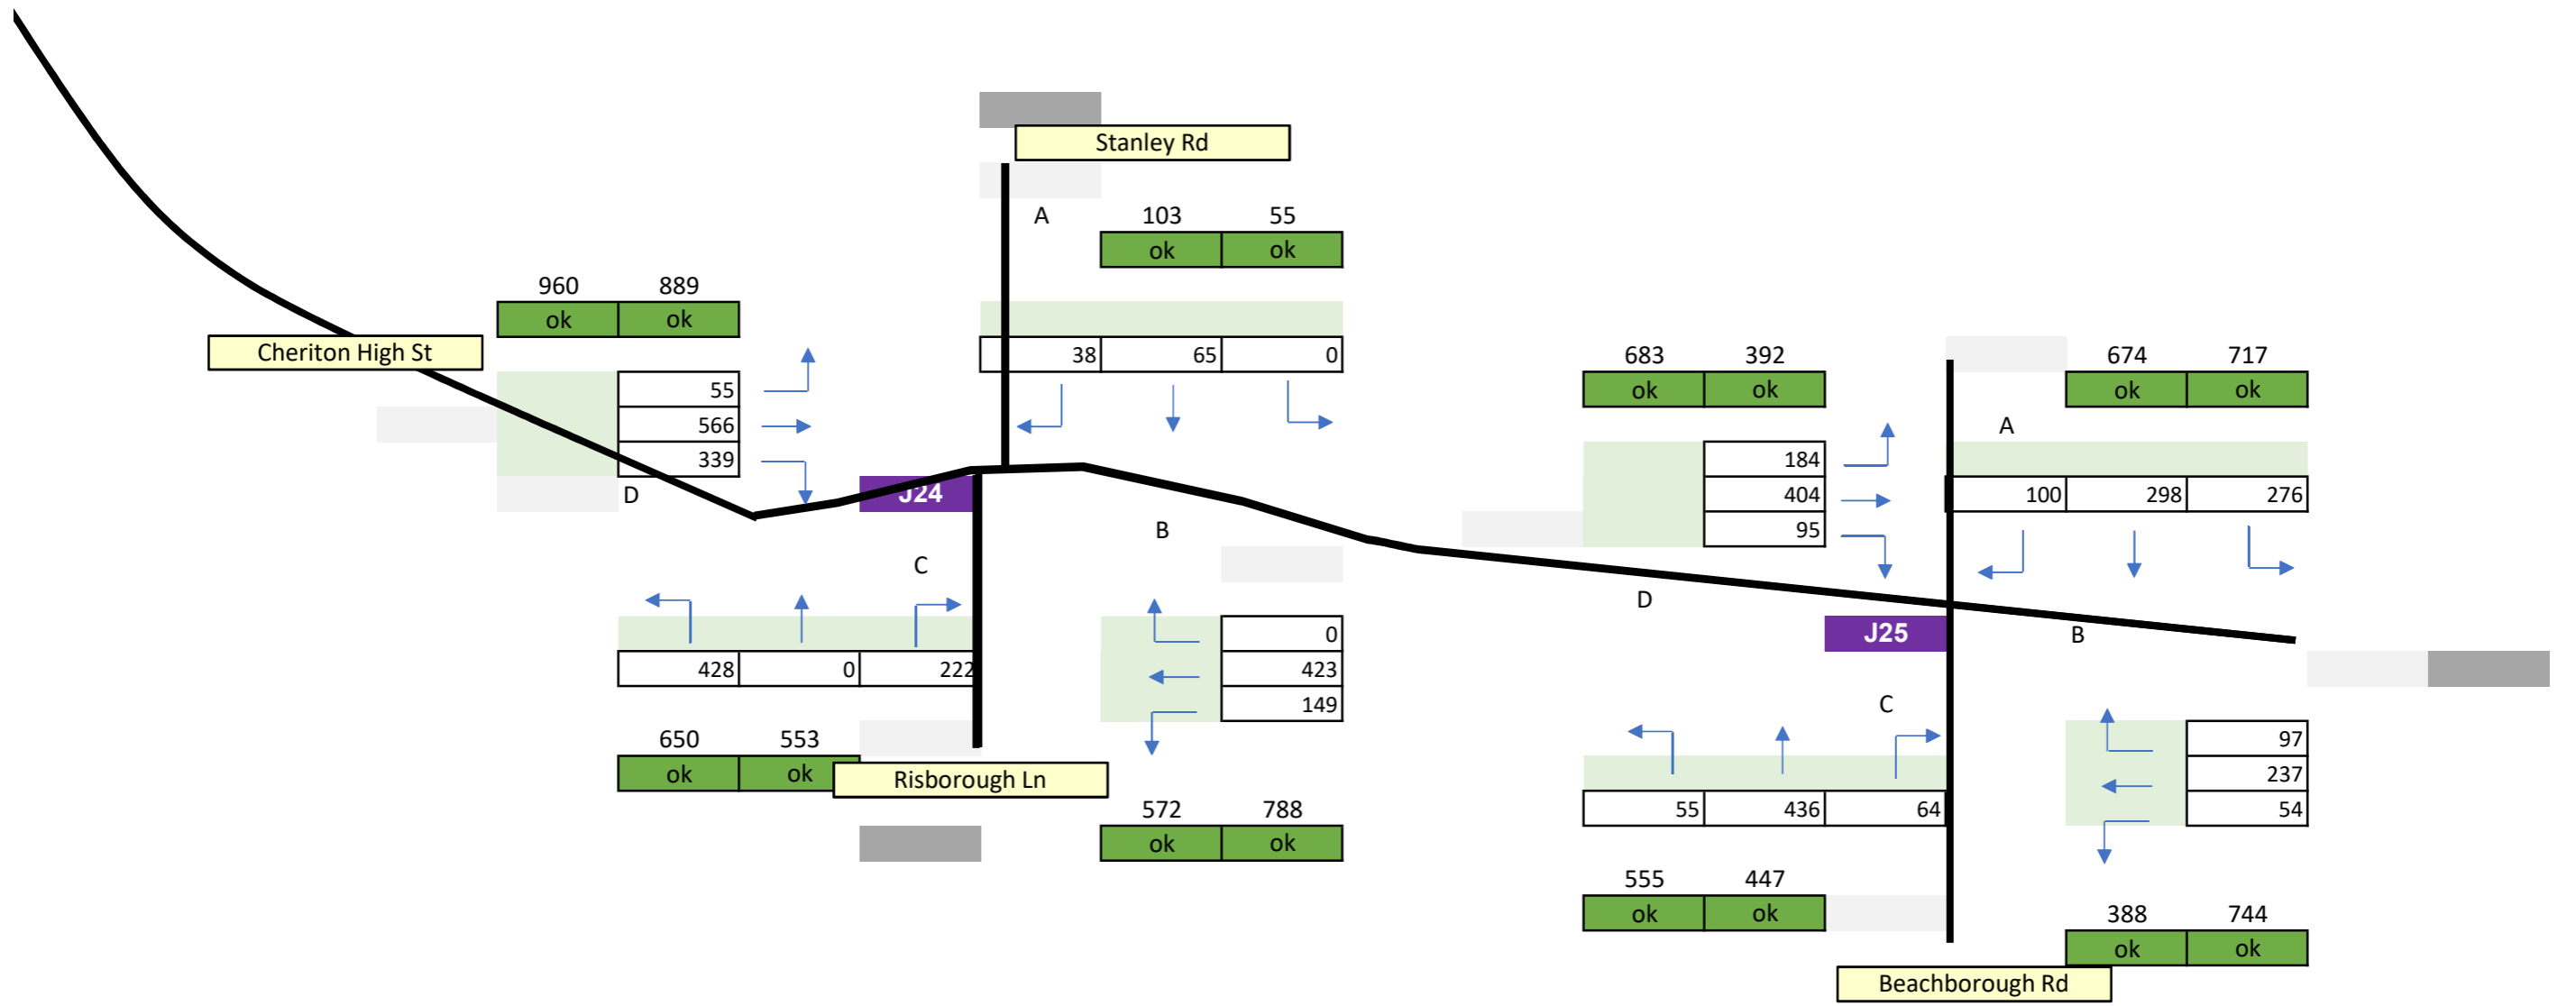 Stanley Rd
A 103 55
ok ok
960 889
ok ok
Cheriton High St
38 65 0
683 392
674 717
ok ok
ok ok
55
566
339
A
184
404
95
D
J24
100 298 276
B
C
D
0
423
149
J25
B
428 0 222
C
650 553
ok ok
Risborough Ln
97
237
54
572 788
ok ok
55 436 64
555 447
ok ok
388 744
ok ok
Beachborough Rd